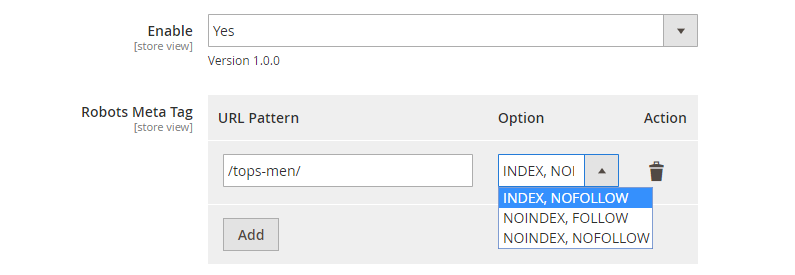 Enable
Yes
[store view]
Version 1.0.0
Robots Meta Tag
[store view]
URL Pattern
Option
Action
/tops-men/
INDEX, NOI
INDEX, NOFOLLOW
NOINDEX, FOLLOW
NOINDEX, NOFOLLOW
Add